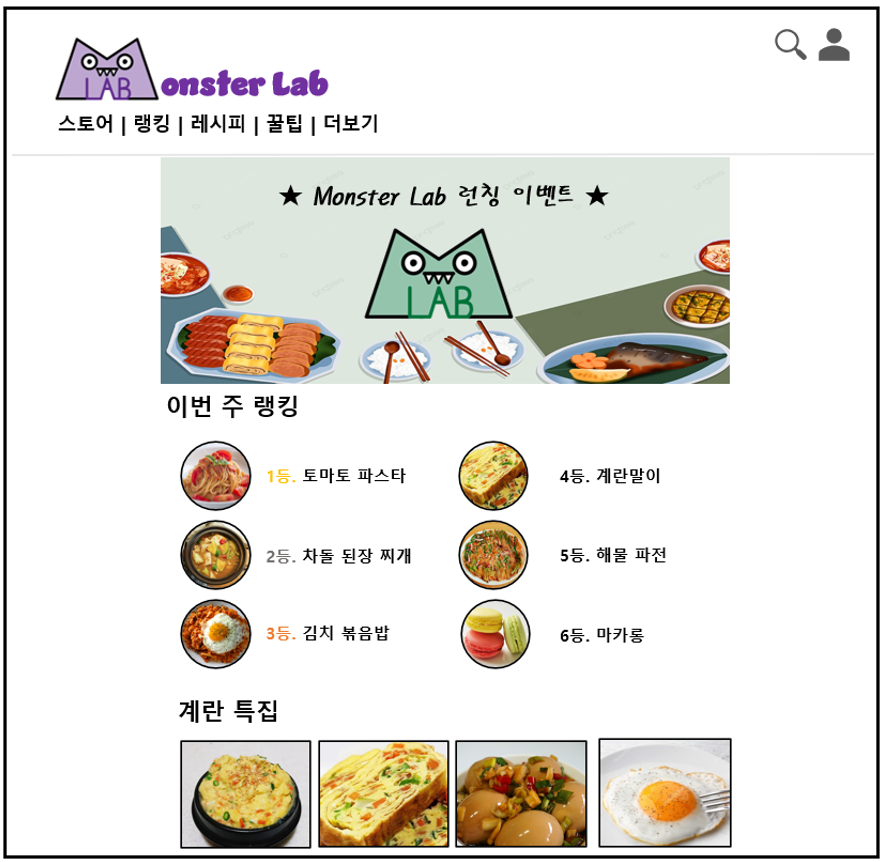 LAB
onster Lab
스토어 | 랭킹 | 레시피 | 꿀팁 | 더보기
★ Monster Lab 런칭 이벤트 ★
LAB
이번 주 랭킹
1등. 토마토 파스타
4등. 계란말이
2등. 차돌 된장 찌개
5등. 해물 파전
3등. 김치 볶음밥
6등. 마카롱
계란 특집